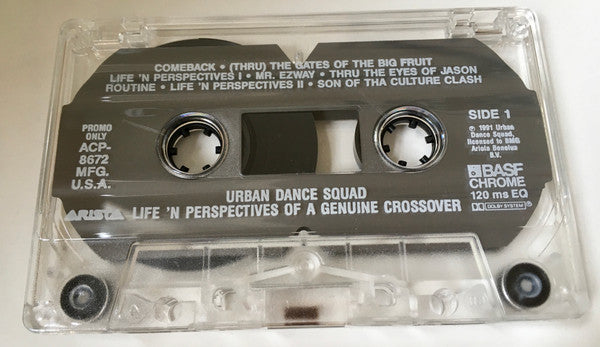 COMEBACK • (THRU) THE GATES OF THE BIG FRUIT
LIFE 'N PERSPECTIVES I • MR. EZWAY • THRU THE EYES OF JASON
ROUTINE • LIFE 'N PERSPECTIVES II • SON OF THA CULTURE CLASH
PROMO
ONLY
ACP-
8672
MFG.
U.S.A.
SIDE 1
℗ 1991 Urban
Dance Squad,
licensed to BMG
Ariola Benelux
B.V.
BASF
CHROME
120 ms EQ
DOLBY SYSTEM
URBAN DANCE SQUAD
ARISTA
LIFE 'N PERSPECTIVES OF A GENUINE CROSSOVER